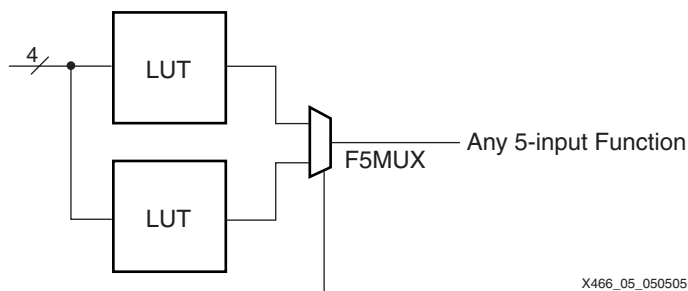 4
LUT
F5MUX
Any 5-input Function
LUT
X466_05_050505